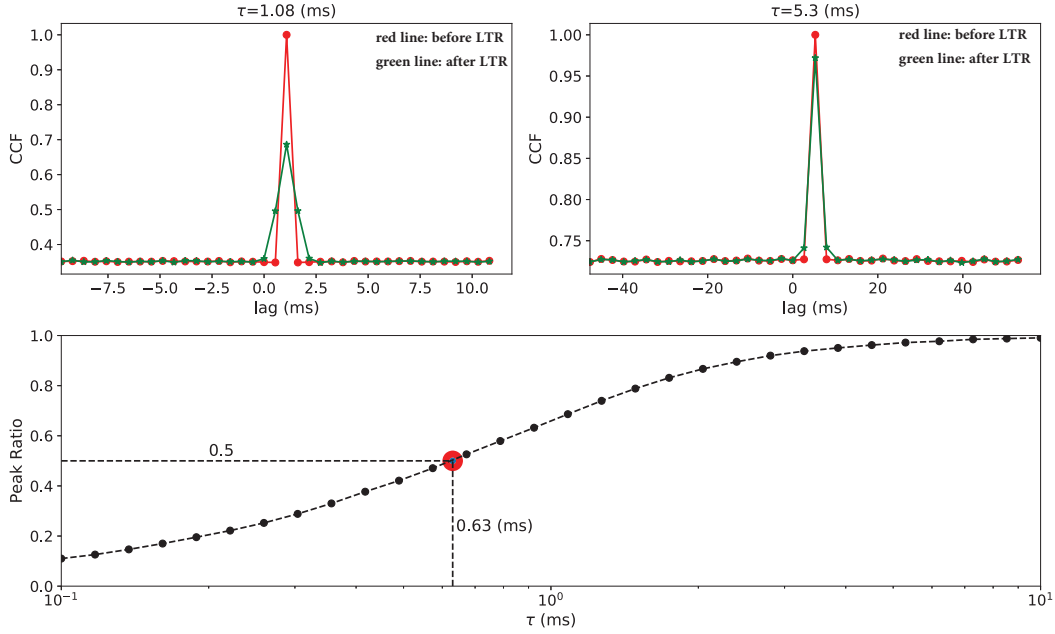 τ=1.08 (ms)
red line: before LTR
green line: after LTR
1.0
0.9
0.8
0.7
0.6
0.5
0.4
CCF
−7.5 −5.0 −2.5 0.0 2.5 5.0 7.5 10.0
lag (ms)
τ=5.3 (ms)
red line: before LTR
green line: after LTR
1.00
0.95
0.90
0.85
0.80
0.75
CCF
−40 −20 0 20 40
lag (ms)
1.0
0.8
0.6
0.4
0.2
0.0
Peak Ratio
0.5
0.63 (ms)
10⁻¹ 10⁰ 10¹
τ (ms)